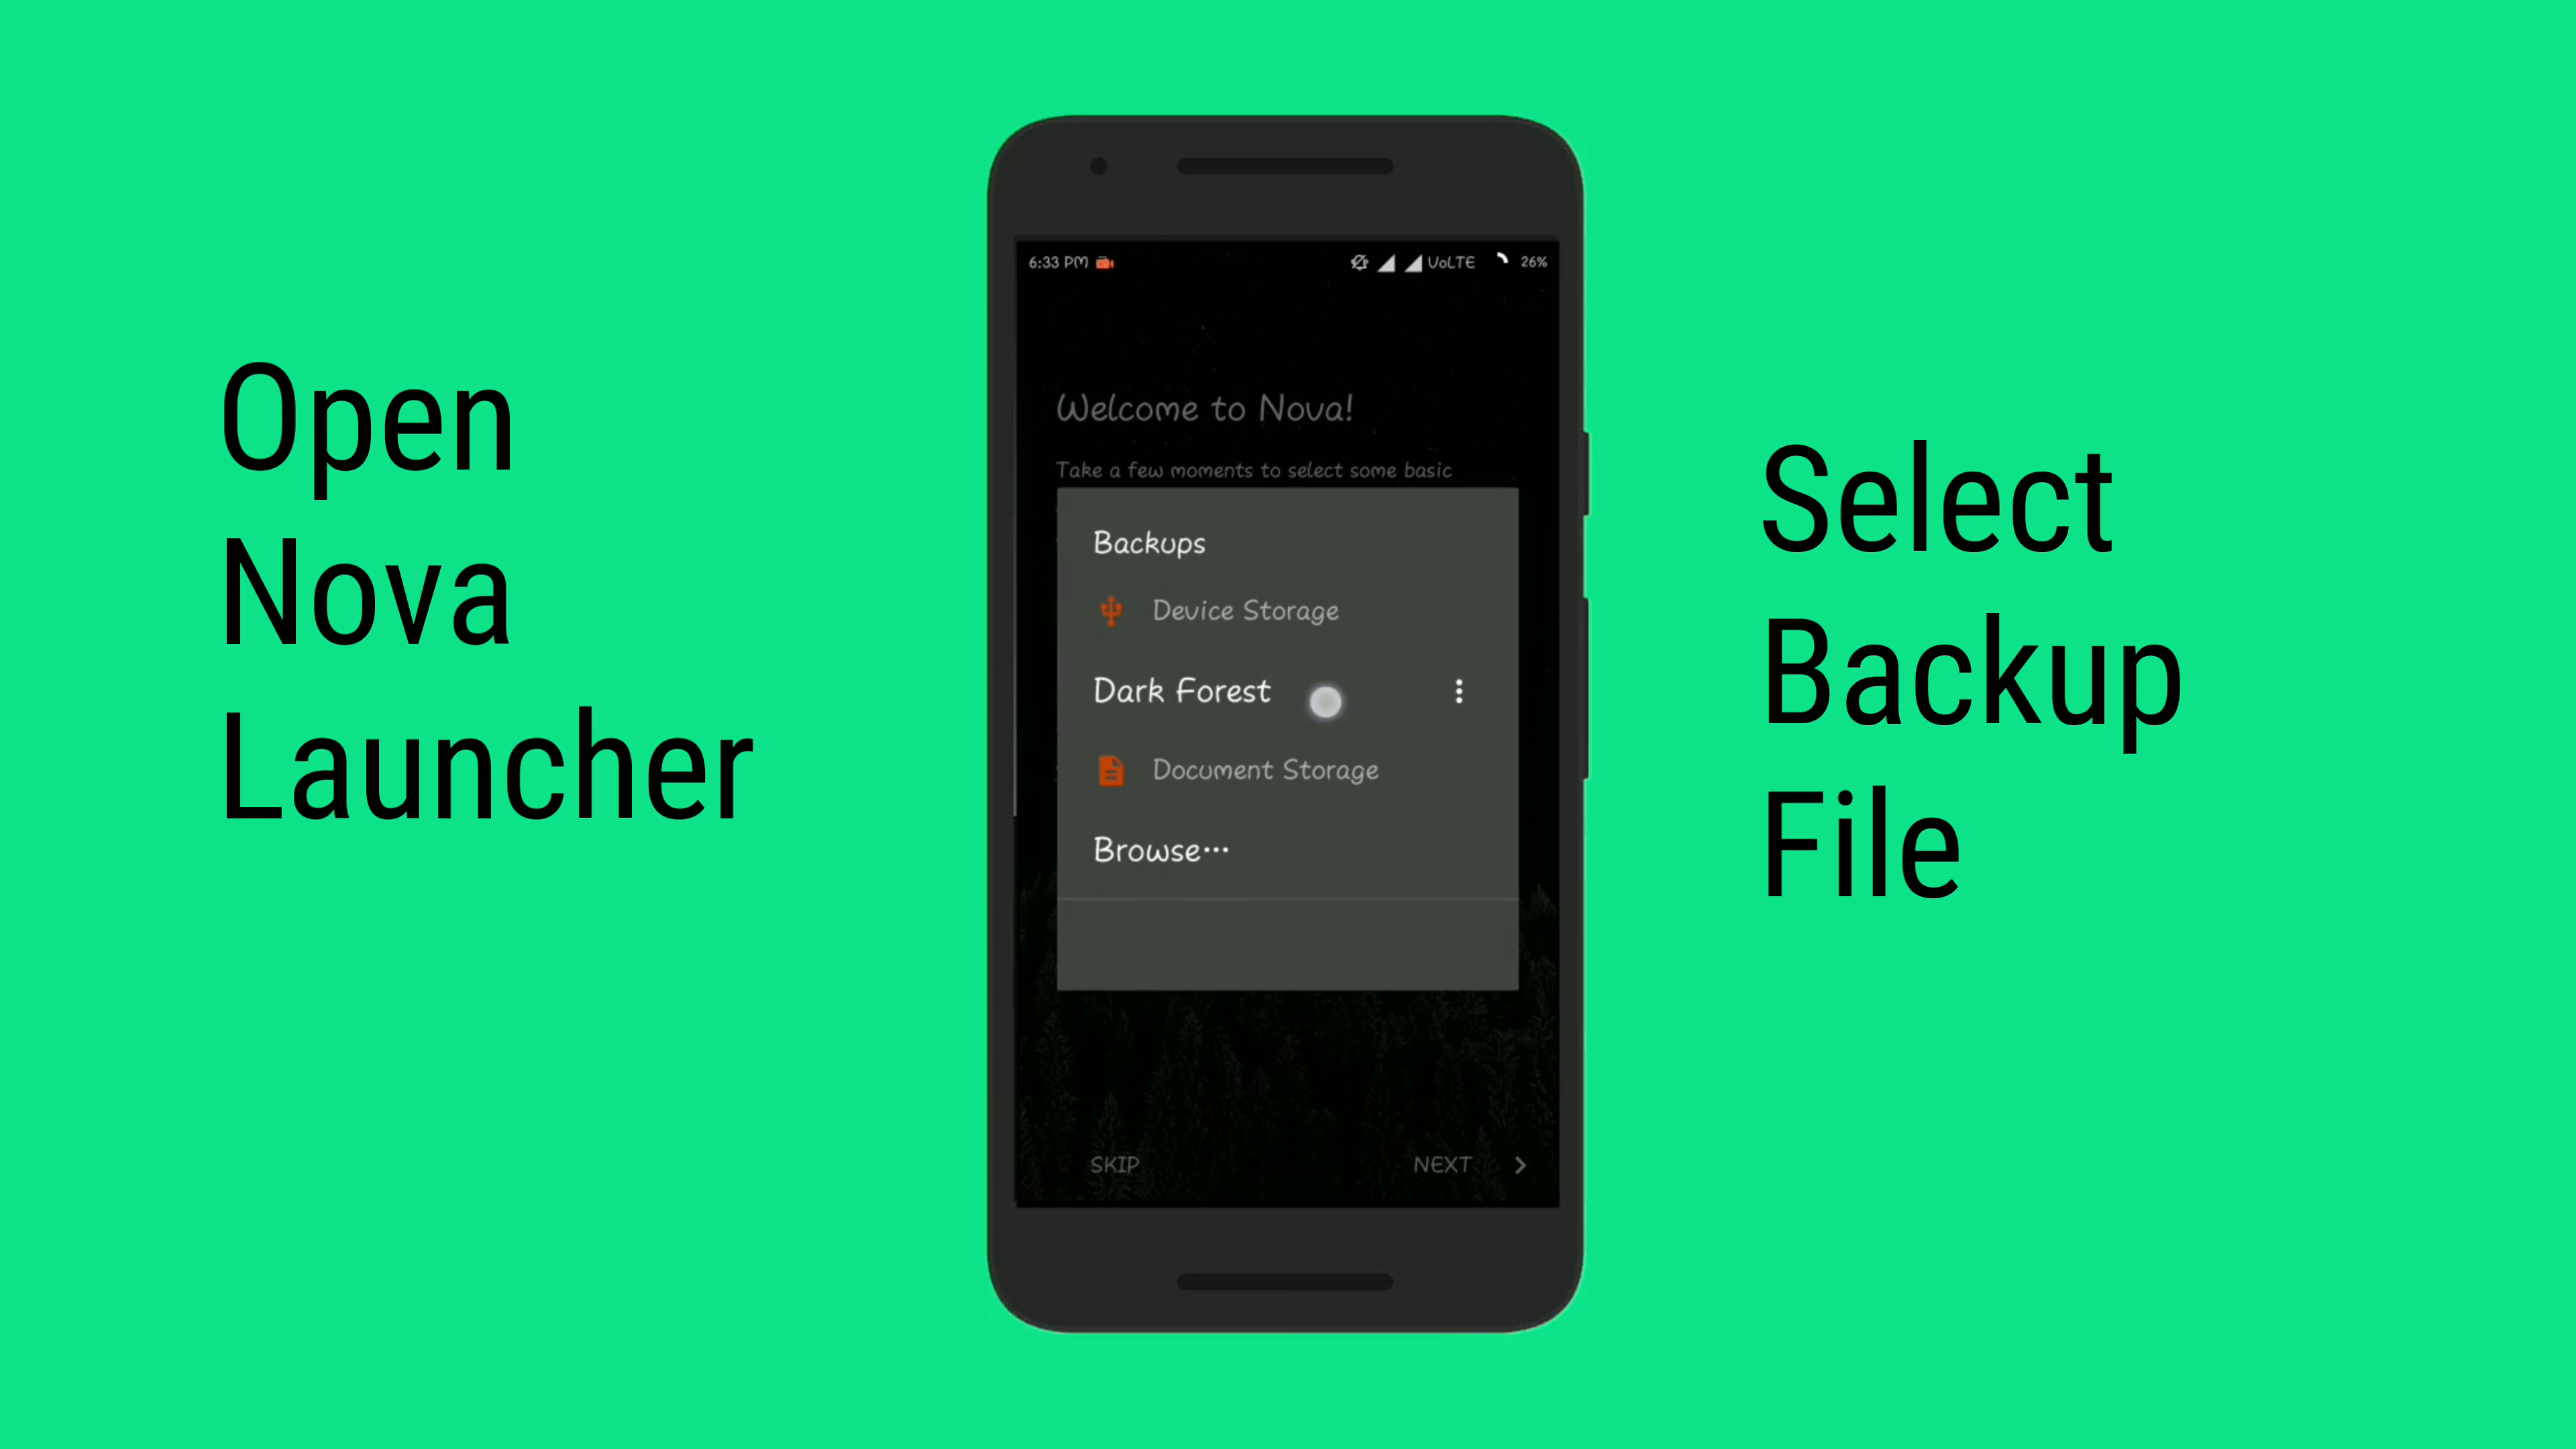 Open
Nova
Launcher
6:33 PM VoLTE 26%
Welcome to Nova!
Take a few moments to select some basic
Backups
Device Storage
Dark Forest
Document Storage
Browse...
SKIP NEXT
Select
Backup
File